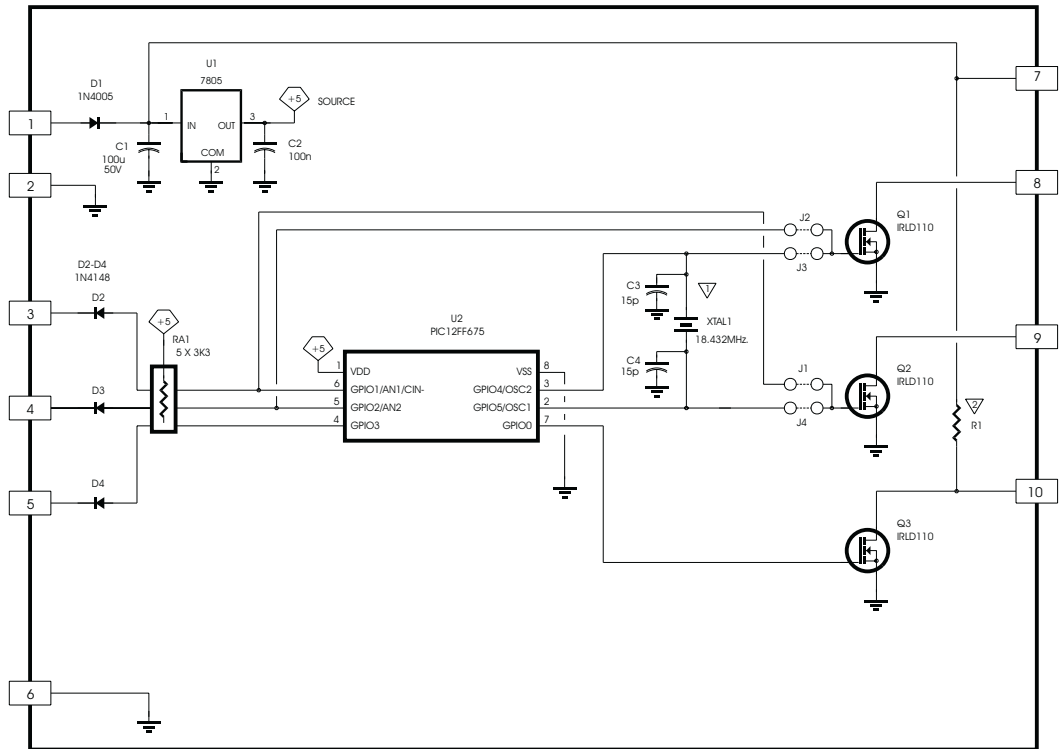 U1
7805
D1
1N4005
+5
SOURCE
7
1
1
3
IN
OUT
COM
2
C1
100u
50V
C2
100n
2
8
J2
Q1
IRLD110
J3
D2-D4
1N4148
D2
3
+5
RA1
5 X 3K3
C3
15p
1
XTAL1
18.432MHz.
9
U2
PIC12FF675
+5
1
VDD
VSS
8
6
GPIO1/AN1/CIN-
GPIO4/OSC2
3
5
GPIO2/AN2
GPIO5/OSC1
2
4
GPIO3
GPIO0
7
C4
15p
J1
Q2
IRLD110
J4
D3
4
2
R1
D4
5
10
Q3
IRLD110
6